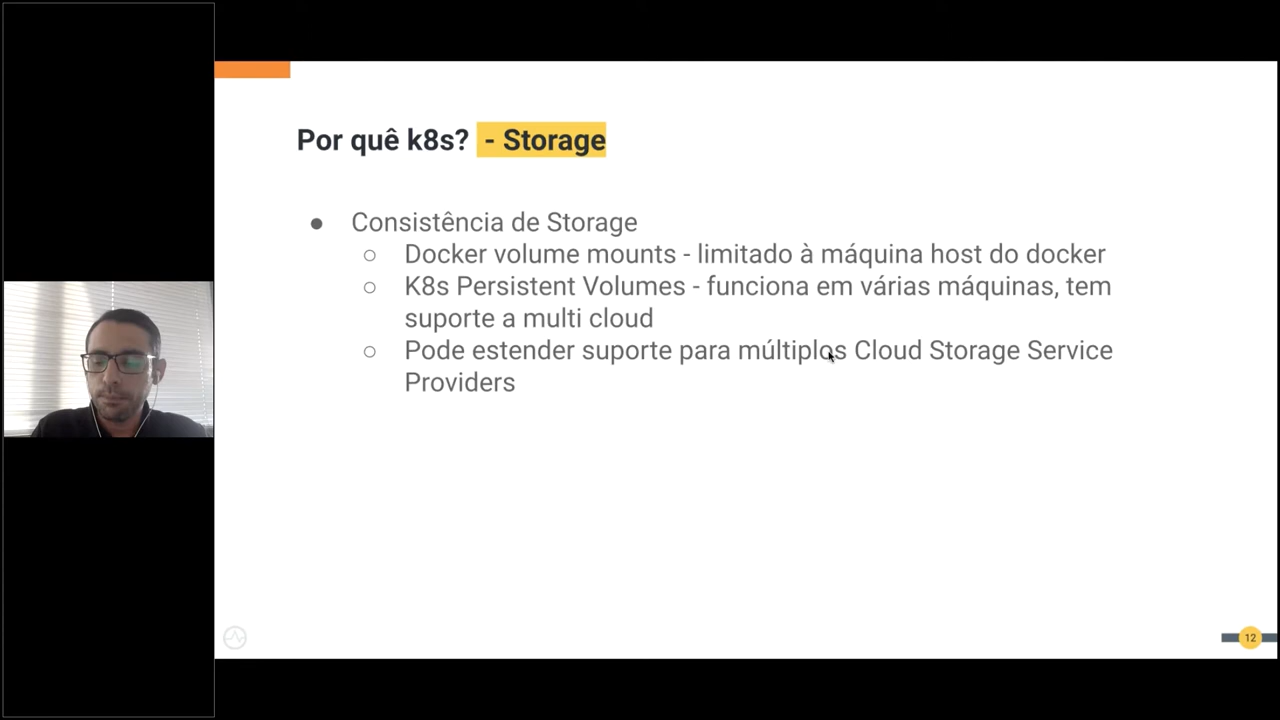 Por quê k8s? - Storage
● Consistência de Storage
○ Docker volume mounts - limitado à máquina host do docker
○ K8s Persistent Volumes - funciona em várias máquinas, tem
suporte a multi cloud
○ Pode estender suporte para múltiplos Cloud Storage Service
Providers
12